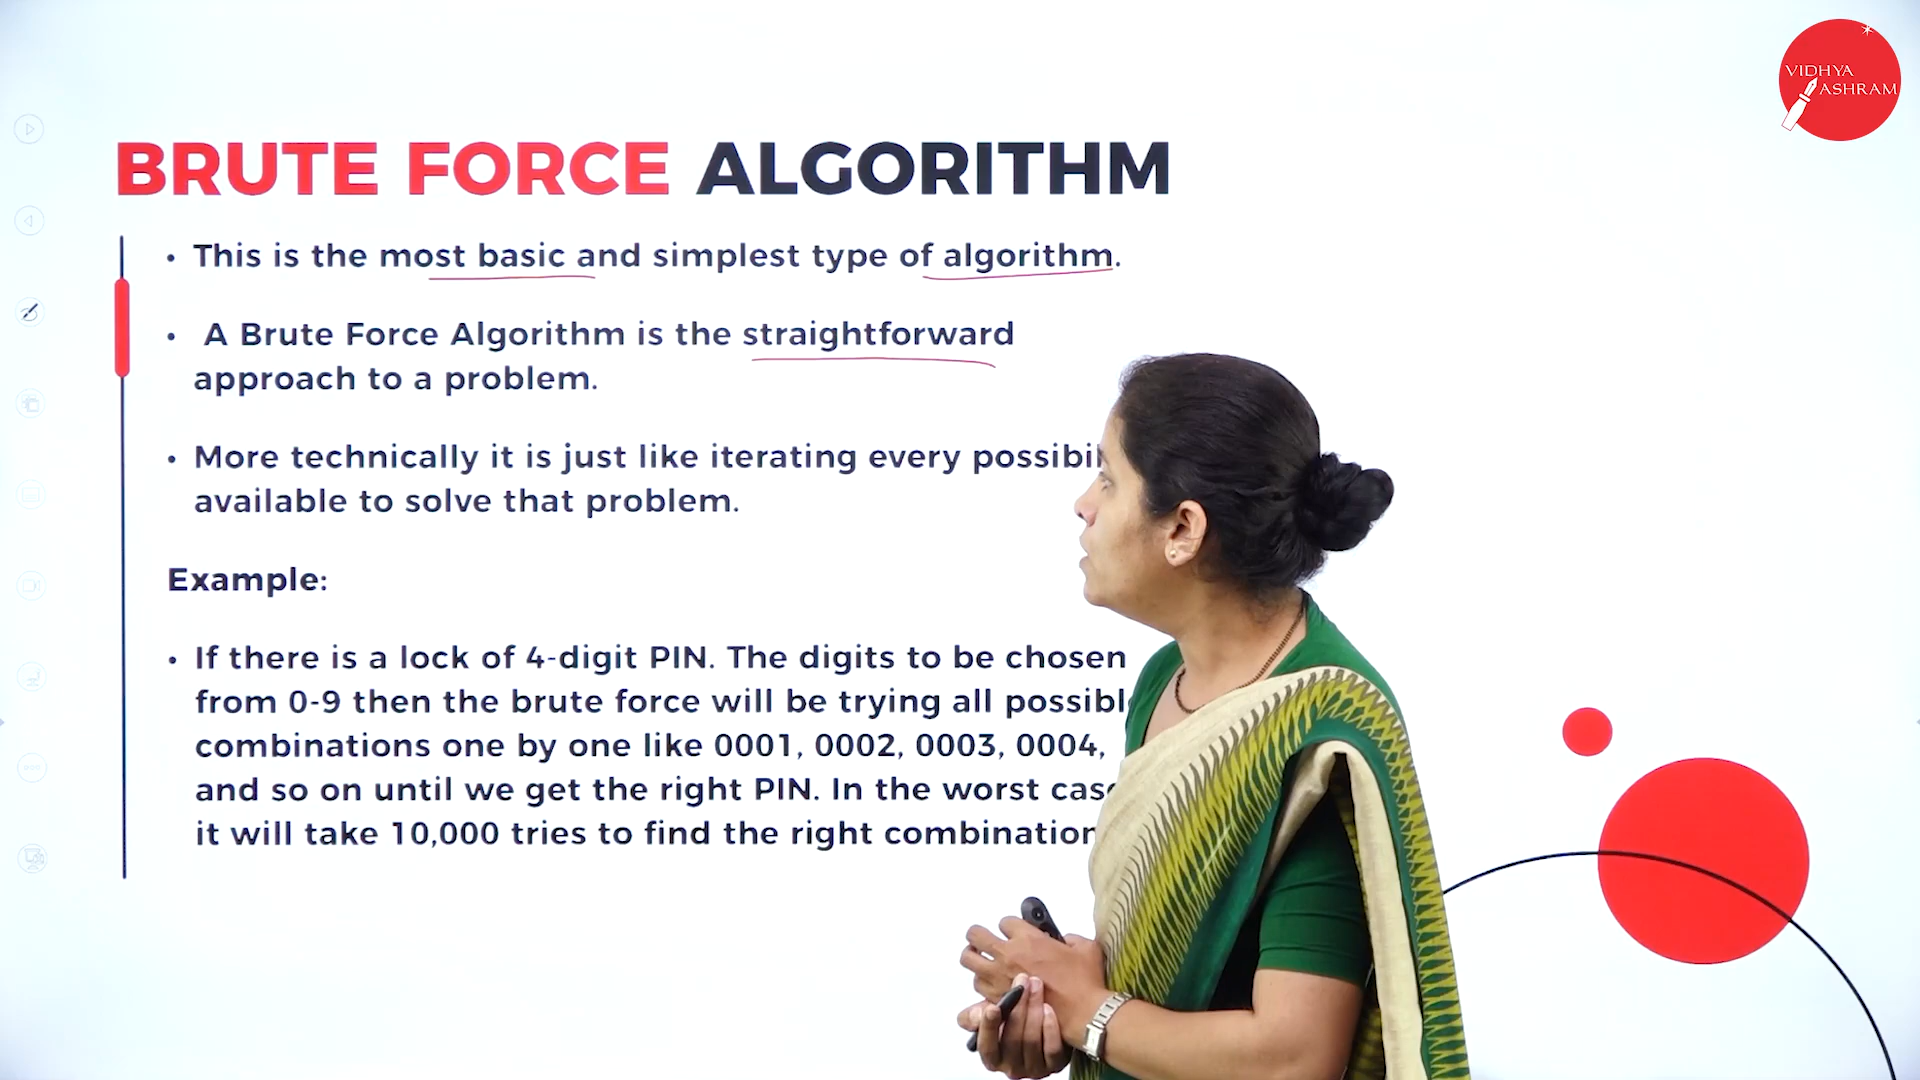 VIDHYA
ASHRAM
BRUTE FORCE ALGORITHM
• This is the most basic and simplest type of algorithm.
• A Brute Force Algorithm is the straightforward
approach to a problem.
• More technically it is just like iterating every
available to solve that problem.
Example:
• If there is a lock of 4-digit PIN. The digits to be chosen
from 0-9 then the brute force will be trying all
combinations one by one like 0001, 0002, 0003, 0004,
and so on until we get the right PIN. In the worst
it will take 10,000 tries to find the right combination